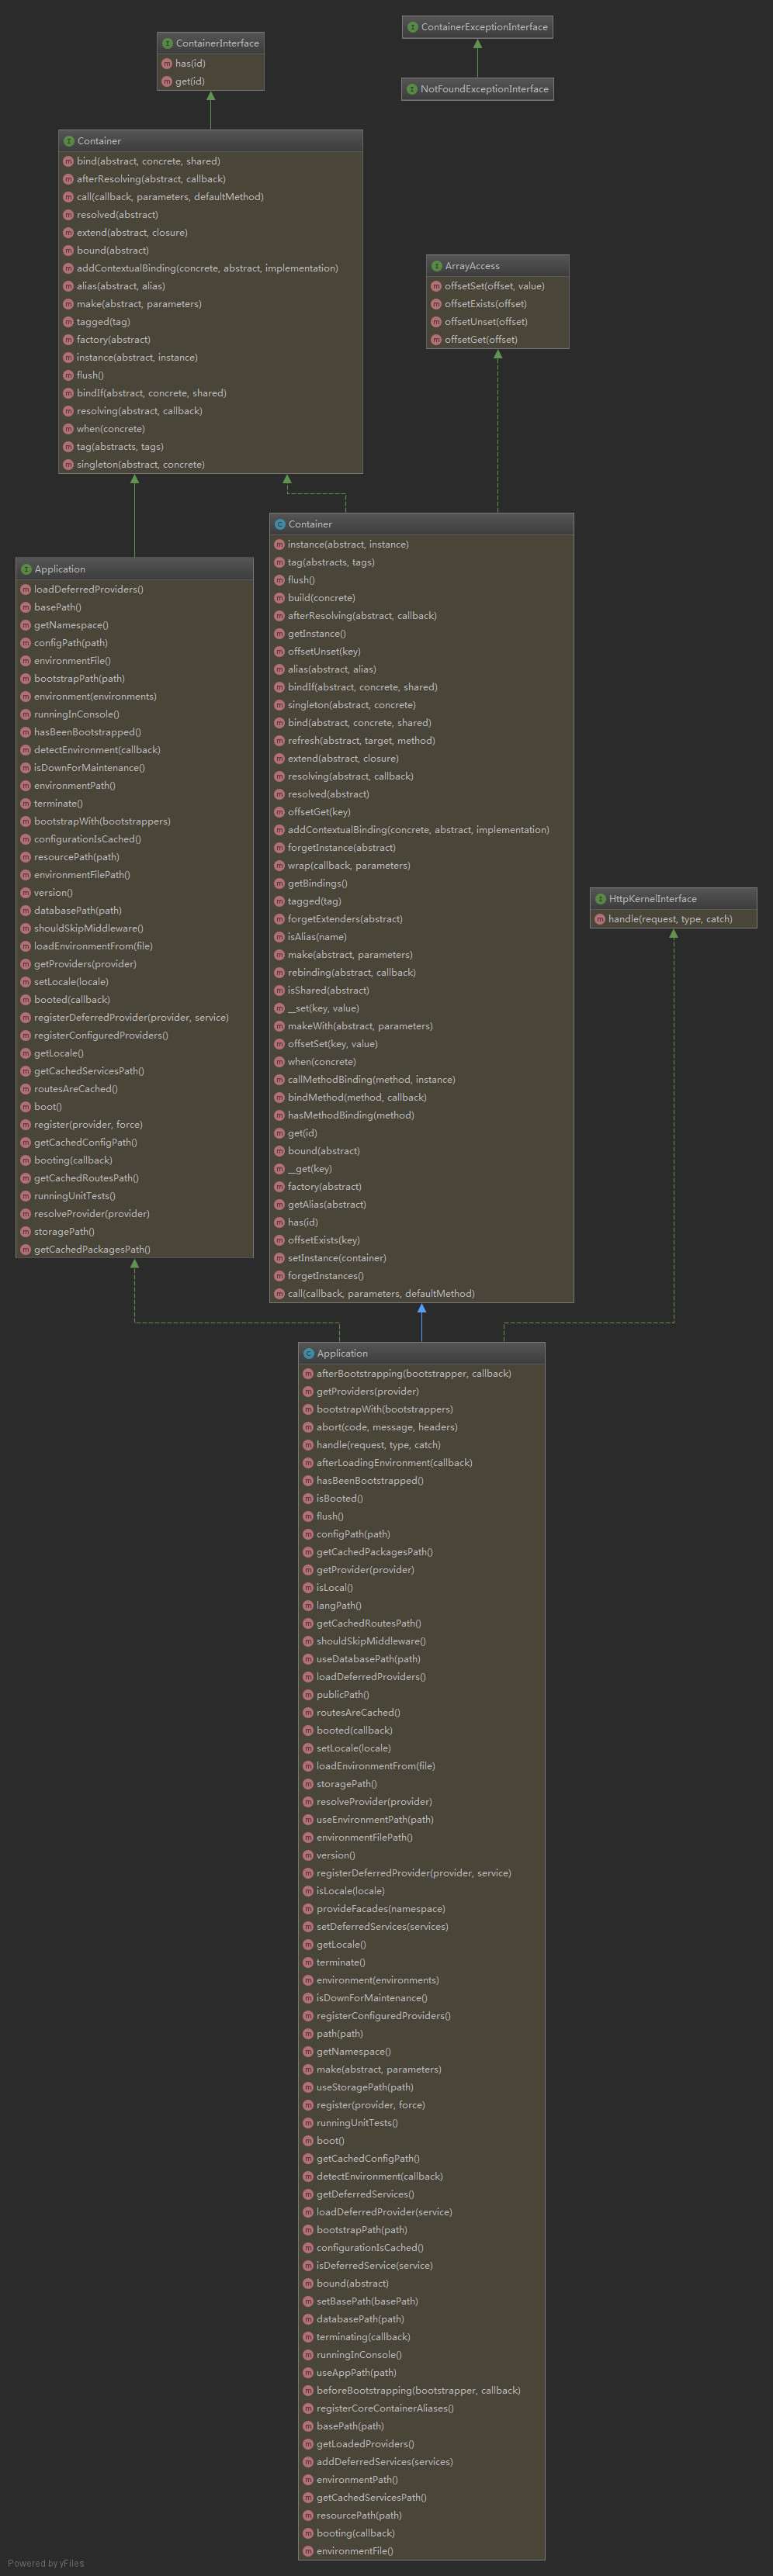 ContainerInterface
has(id)
get(id)
ContainerExceptionInterface
NotFoundExceptionInterface
Container
bind(abstract, concrete, shared)
afterResolving(abstract, callback)
call(callback, parameters, defaultMethod)
resolved(abstract)
extend(abstract, closure)
bound(abstract)
addContextualBinding(concrete, abstract, implementation)
alias(abstract, alias)
make(abstract, parameters)
tagged(tag)
factory(abstract)
instance(abstract, instance)
flush()
bindIf(abstract, concrete, shared)
resolving(abstract, callback)
when(concrete)
tag(abstracts, tags)
singleton(abstract, concrete)
ArrayAccess
offsetSet(offset, value)
offsetExists(offset)
offsetUnset(offset)
offsetGet(offset)
Application
loadDeferredProviders()
basePath()
getNamespace()
configPath(path)
environmentFile()
bootstrapPath(path)
environment(environments)
runningInConsole()
hasBeenBootstrapped()
detectEnvironment(callback)
isDownForMaintenance()
environmentPath()
terminate()
bootstrapWith(bootstrappers)
configurationIsCached()
resourcePath(path)
environmentFilePath()
version()
databasePath(path)
shouldSkipMiddleware()
loadEnvironmentFrom(file)
getProviders(provider)
setLocale(locale)
booted(callback)
registerDeferredProvider(provider, service)
registerConfiguredProviders()
getLocale()
getCachedServicesPath()
routesAreCached()
boot()
register(provider, force)
getCachedConfigPath()
booting(callback)
getCachedRoutesPath()
runningUnitTests()
resolveProvider(provider)
storagePath()
getCachedPackagesPath()
Container
instance(abstract, instance)
tag(abstracts, tags)
flush()
build(concrete)
afterResolving(abstract, callback)
getInstance()
offsetUnset(key)
alias(abstract, alias)
bindIf(abstract, concrete, shared)
singleton(abstract, concrete)
bind(abstract, concrete, shared)
refresh(abstract, target, method)
extend(abstract, closure)
resolving(abstract, callback)
resolved(abstract)
offsetGet(key)
addContextualBinding(concrete, abstract, implementation)
forgetInstance(abstract)
wrap(callback, parameters)
getBindings()
tagged(tag)
forgetExtenders(abstract)
isAlias(name)
make(abstract, parameters)
rebinding(abstract, callback)
isShared(abstract)
__set(key, value)
makeWith(abstract, parameters)
offsetSet(key, value)
when(concrete)
callMethodBinding(method, instance)
bindMethod(method, callback)
hasMethodBinding(method)
get(id)
bound(abstract)
__get(key)
factory(abstract)
getAlias(abstract)
has(id)
offsetExists(key)
setInstance(container)
forgetInstances()
call(callback, parameters, defaultMethod)
HttpKernelInterface
handle(request, type, catch)
Application
afterBootstrapping(bootstrapper, callback)
getProviders(provider)
bootstrapWith(bootstrappers)
abort(code, message, headers)
handle(request, type, catch)
afterLoadingEnvironment(callback)
hasBeenBootstrapped()
isBooted()
flush()
configPath(path)
getCachedPackagesPath()
getProvider(provider)
isLocal()
langPath()
getCachedRoutesPath()
shouldSkipMiddleware()
useDatabasePath(path)
loadDeferredProviders()
publicPath()
routesAreCached()
booted(callback)
setLocale(locale)
loadEnvironmentFrom(file)
storagePath()
resolveProvider(provider)
useEnvironmentPath(path)
environmentFilePath()
version()
registerDeferredProvider(provider, service)
isLocale(locale)
provideFacades(namespace)
setDeferredServices(services)
getLocale()
terminate()
environment(environments)
isDownForMaintenance()
registerConfiguredProviders()
path(path)
getNamespace()
make(abstract, parameters)
useStoragePath(path)
register(provider, force)
runningUnitTests()
boot()
getCachedConfigPath()
detectEnvironment(callback)
getDeferredServices()
loadDeferredProvider(service)
bootstrapPath(path)
configurationIsCached()
isDeferredService(service)
bound(abstract)
setBasePath(basePath)
databasePath(path)
terminating(callback)
runningInConsole()
useAppPath(path)
beforeBootstrapping(bootstrapper, callback)
registerCoreContainerAliases()
basePath(path)
getLoadedProviders()
addDeferredServices(services)
environmentPath()
getCachedServicesPath()
resourcePath(path)
booting(callback)
environmentFile()
Powered by yFiles